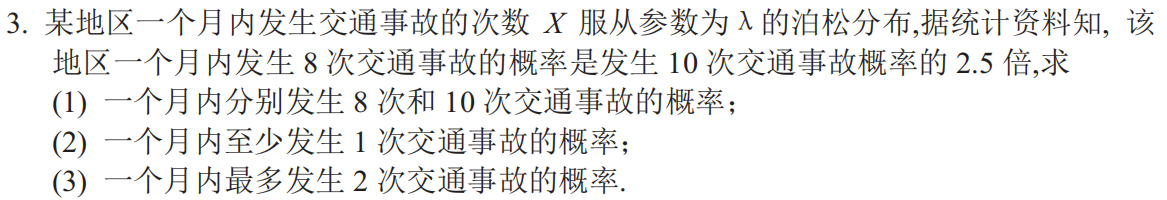 3. 某地区一个月内发生交通事故的次数 X 服从参数为 λ 的泊松分布,据统计资料知, 该
地区一个月内发生 8 次交通事故的概率是发生 10 次交通事故概率的 2.5 倍,求
(1) 一个月内分别发生 8 次和 10 次交通事故的概率；
(2) 一个月内至少发生 1 次交通事故的概率；
(3) 一个月内最多发生 2 次交通事故的概率.